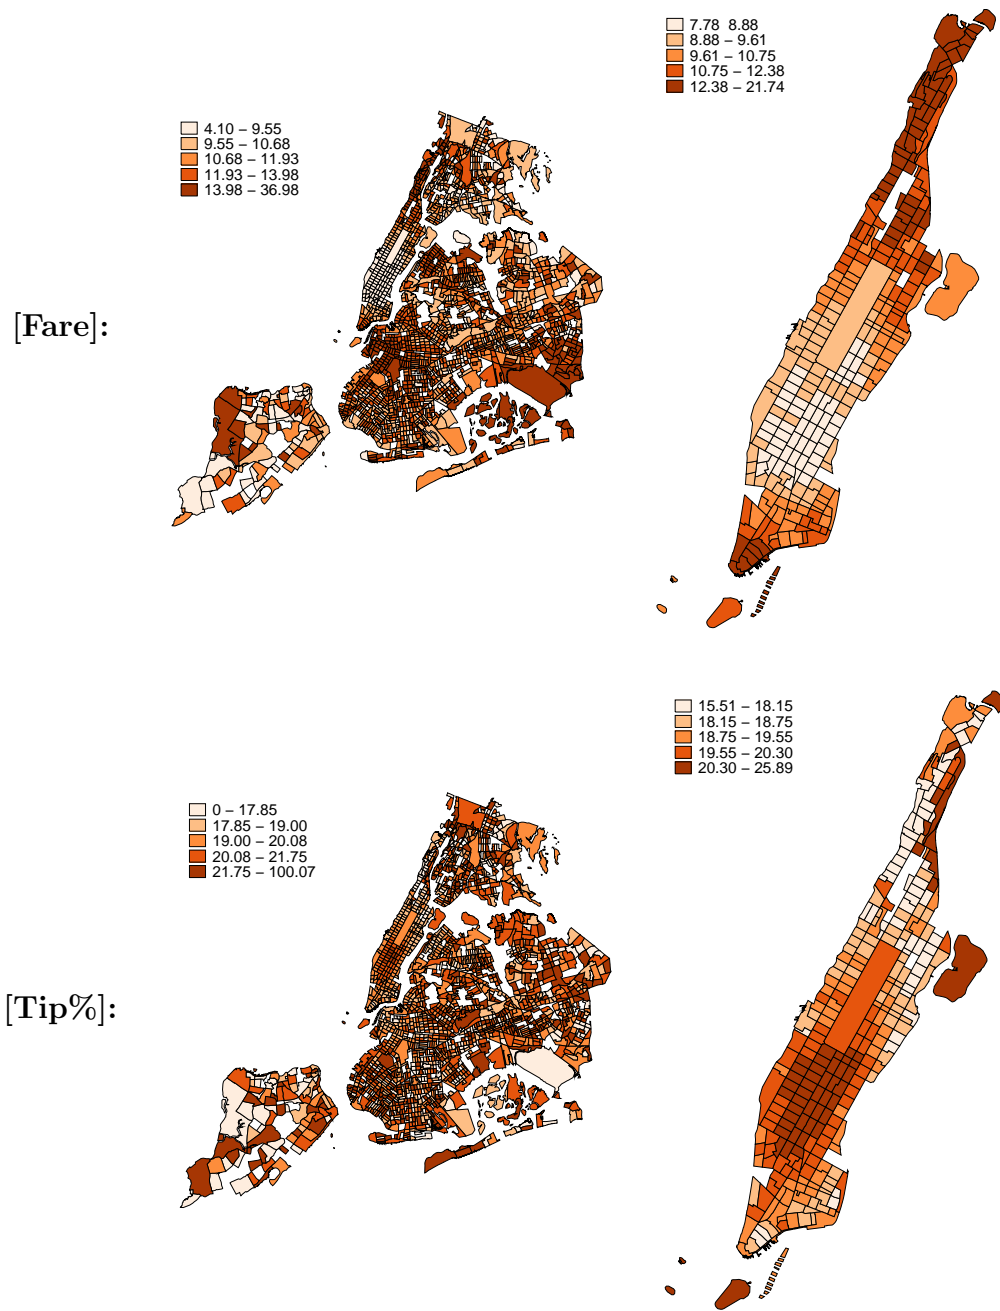 7.78 8.88
8.88 – 9.61
9.61 – 10.75
10.75 – 12.38
12.38 – 21.74
4.10 – 9.55
9.55 – 10.68
10.68 – 11.93
11.93 – 13.98
13.98 – 36.98
[Fare]:
15.51 – 18.15
18.15 – 18.75
18.75 – 19.55
19.55 – 20.30
20.30 – 25.89
0 – 17.85
17.85 – 19.00
19.00 – 20.08
20.08 – 21.75
21.75 – 100.07
[Tip%]: